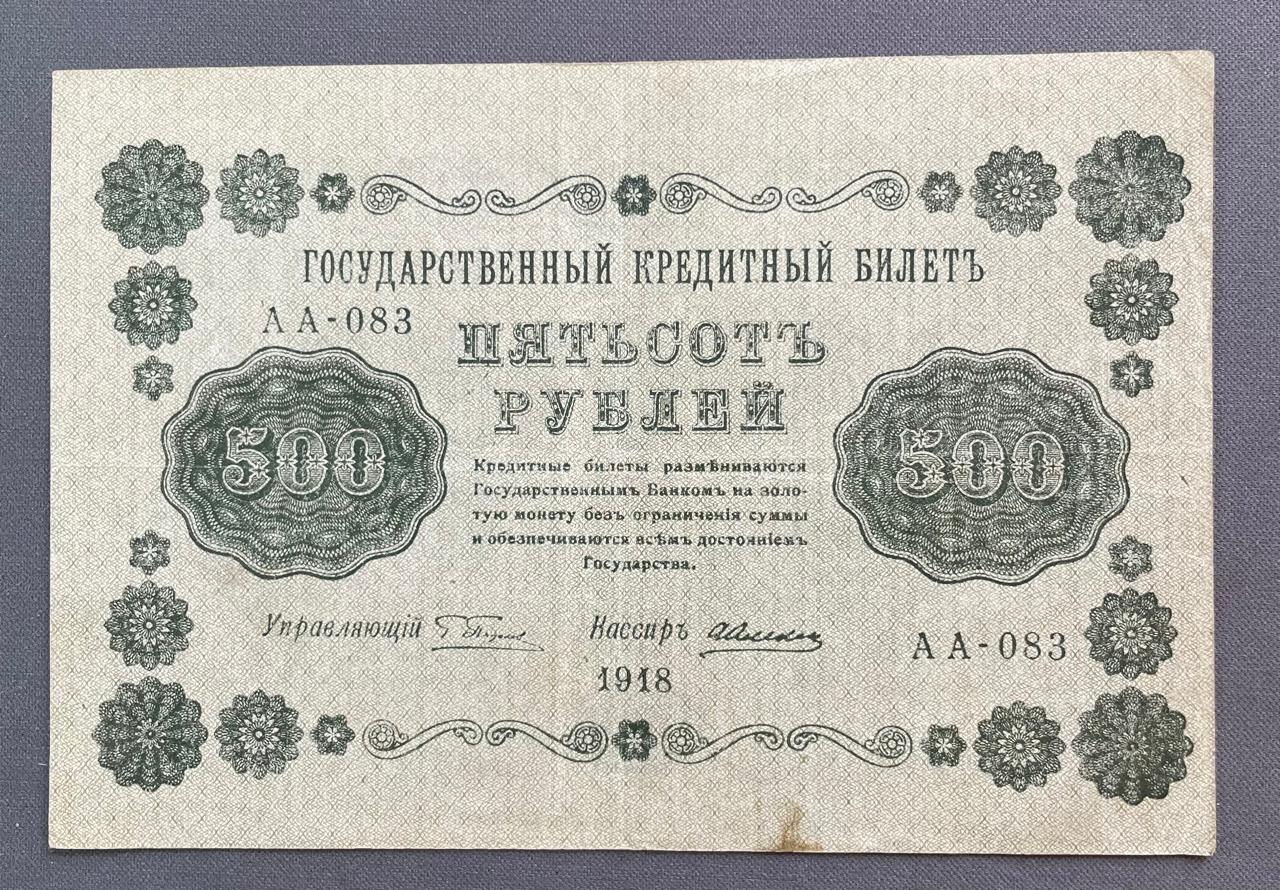 ГОСУДАРСТВЕННЫЙ КРЕДИТНЫЙ БИЛЕТЪ
АА-083
ПЯТЬСОТЪ
РУБЛЕЙ
500
500
Кредитные билеты размѣниваются
Государственнымъ Банкомъ на золо-
тую монету безъ ограниченія суммы
и обезпечиваются всѣмъ достояніемъ
Государства.
Управляющій
Кассиръ
АА-083
1918